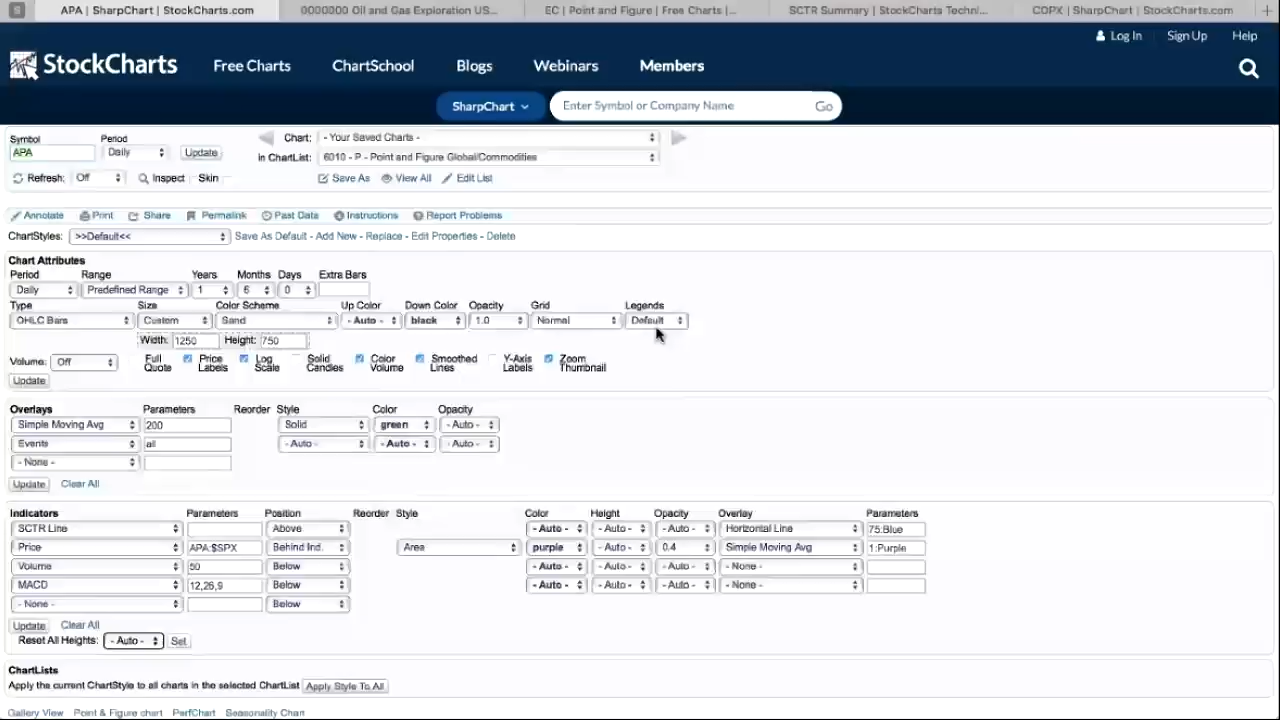 APA | SharpChart | StockCharts.com 0000000 Oil and Gas Exploration US... EC | Point and Figure | Free Charts |... SCTR Summary | StockCharts Techni... COPX | SharpChart | StockCharts.com
Log In Sign Up Help
StockCharts Free Charts ChartSchool Blogs Webinars Members
SharpChart Enter Symbol or Company Name Go
Symbol Period Chart: - Your Saved Charts -
APA Daily Update in ChartList: 6010 - P - Point and Figure Global/Commodities
Refresh: Off Inspect Skin Save As View All Edit List
Annotate Print Share Permalink Past Data Instructions Report Problems
ChartStyles: >>Default<< Save As Default - Add New - Replace - Edit Properties - Delete
Chart Attributes
Period Range Years Months Days Extra Bars
Daily Predefined Range 1 6 0
Type Size Color Scheme Up Color Down Color Opacity Grid Legends
OHLC Bars Custom Sand - Auto - black 1.0 Normal Default
Width: 1250 Height: 750
Volume: Off Full Quote Price Labels Log Scale Solid Candles Color Volume Smoothed Lines Y-Axis Labels Zoom Thumbnail
Update
Overlays Parameters Reorder Style Color Opacity
Simple Moving Avg 200 Solid green - Auto -
Events all - Auto - - Auto - - Auto -
- None -
Update Clear All
Indicators Parameters Position Reorder Style Color Height Opacity Overlay Parameters
SCTR Line Above - Auto - - Auto - - Auto - Horizontal Line 75:Blue
Price APA:$SPX Behind Ind. Area purple - Auto - 0.4 Simple Moving Avg 1:Purple
Volume 50 Below - Auto - - Auto - - Auto - - None -
MACD 12,26,9 Below - Auto - - Auto - - Auto - - None -
- None - Below
Update Clear All
Reset All Heights: - Auto - Set
ChartLists
Apply the current ChartStyle to all charts in the selected ChartList Apply Style To All
Gallery View Point & Figure chart PerfChart Seasonality Chart